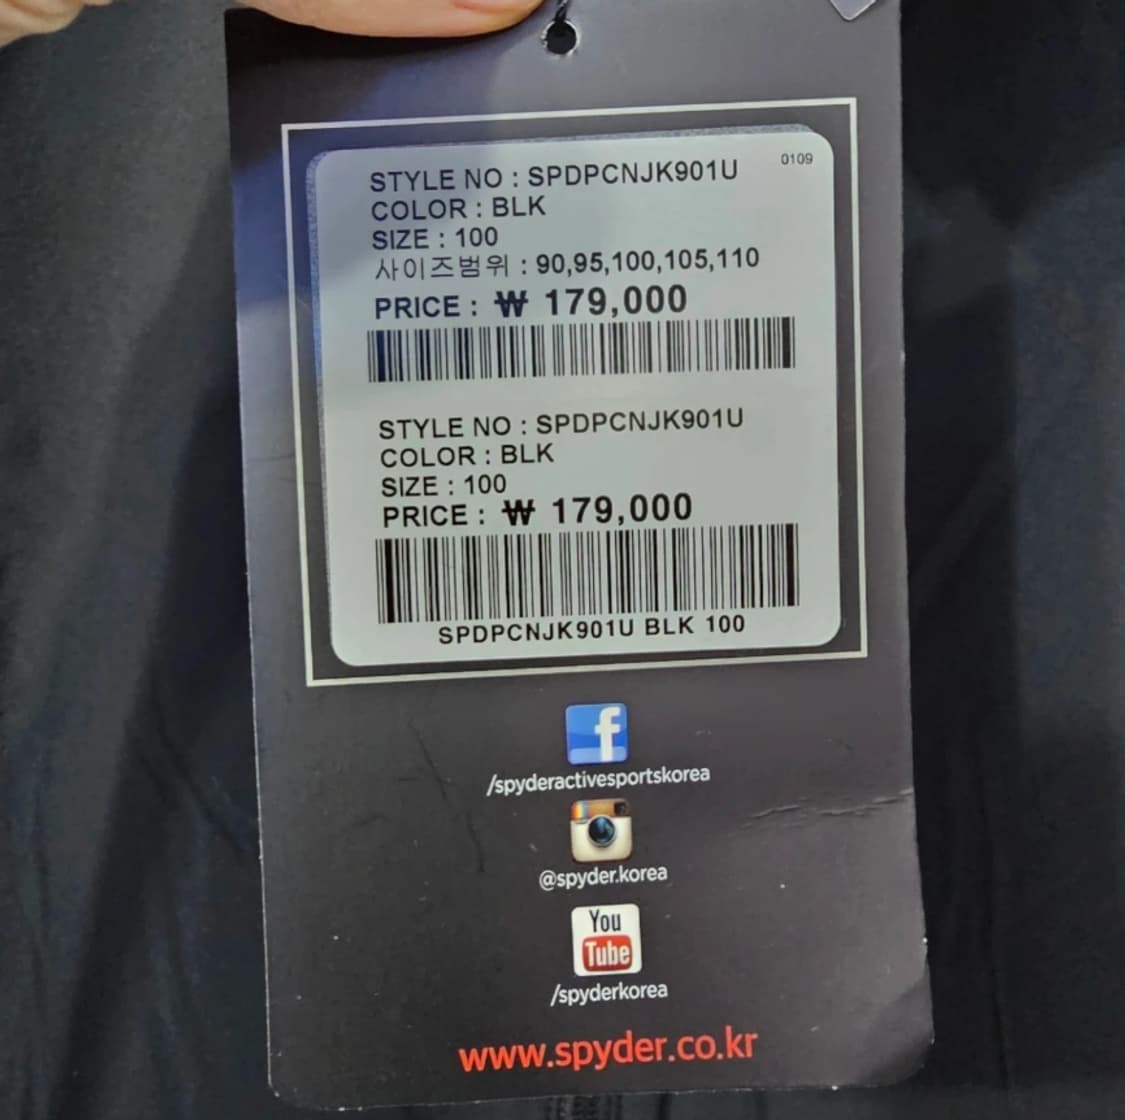 0109
STYLE NO : SPDPCNJK901U
COLOR : BLK
SIZE : 100
사이즈범위 : 90,95,100,105,110
PRICE : ₩ 179,000
STYLE NO : SPDPCNJK901U
COLOR : BLK
SIZE : 100
PRICE : ₩ 179,000
SPDPCNJK901U BLK 100
f
/spyderactivesportskorea
@spyder.korea
You
Tube
/spyderkorea
www.spyder.co.kr